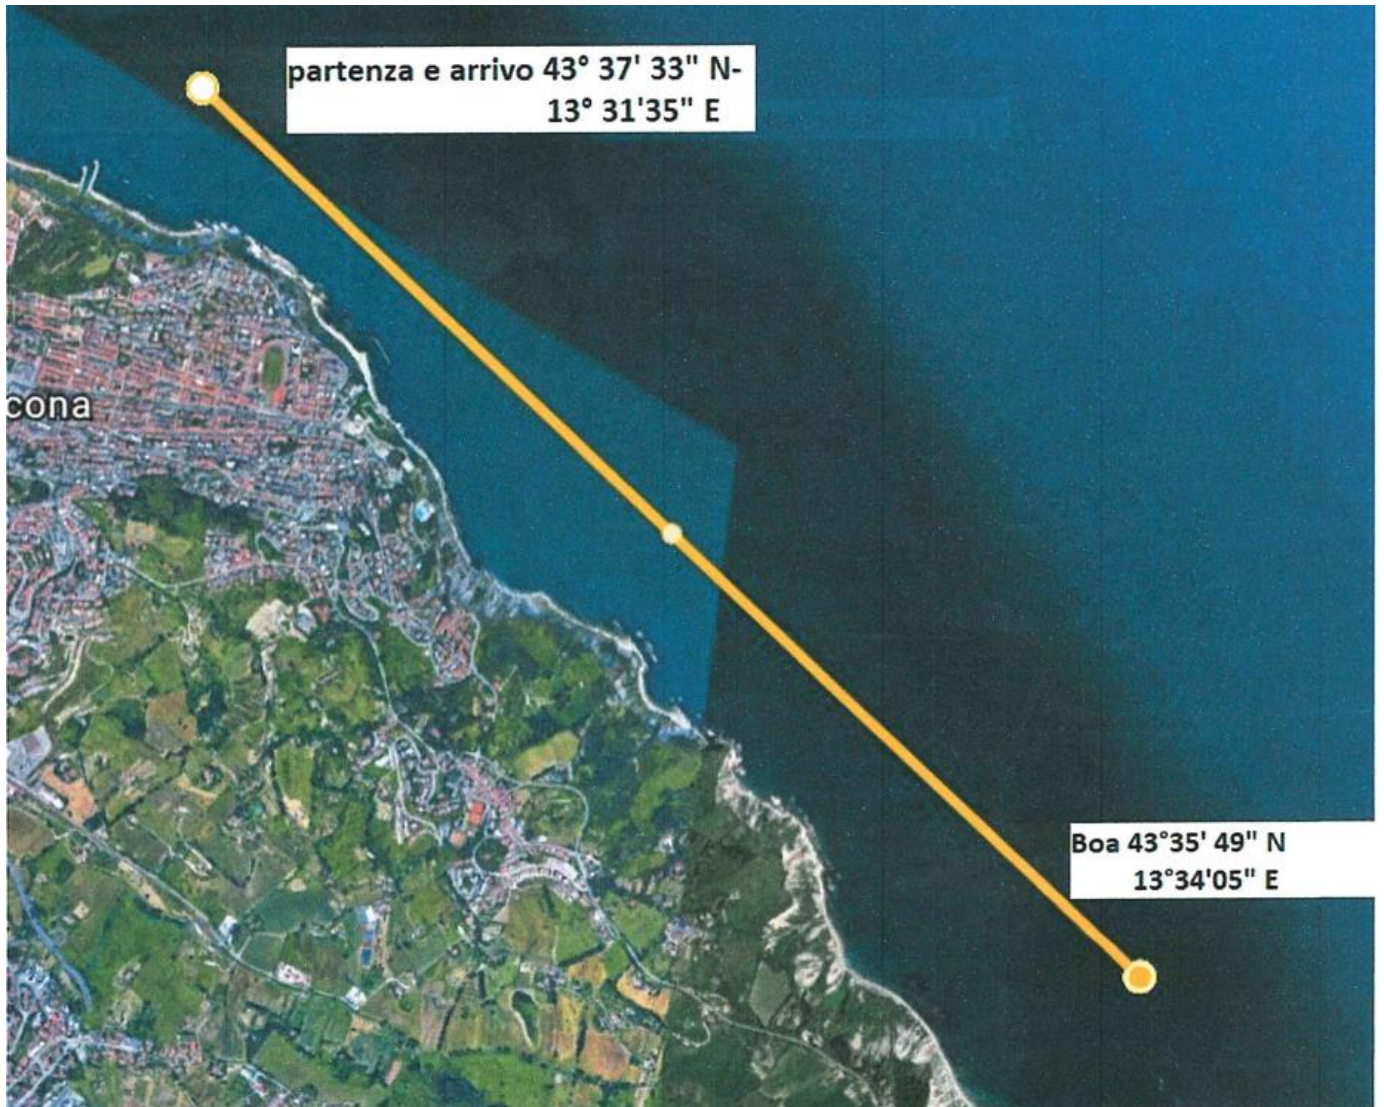 partenza e arrivo 43° 37' 33" N-
13° 31'35" E
cona
Boa 43°35' 49" N
13°34'05" E